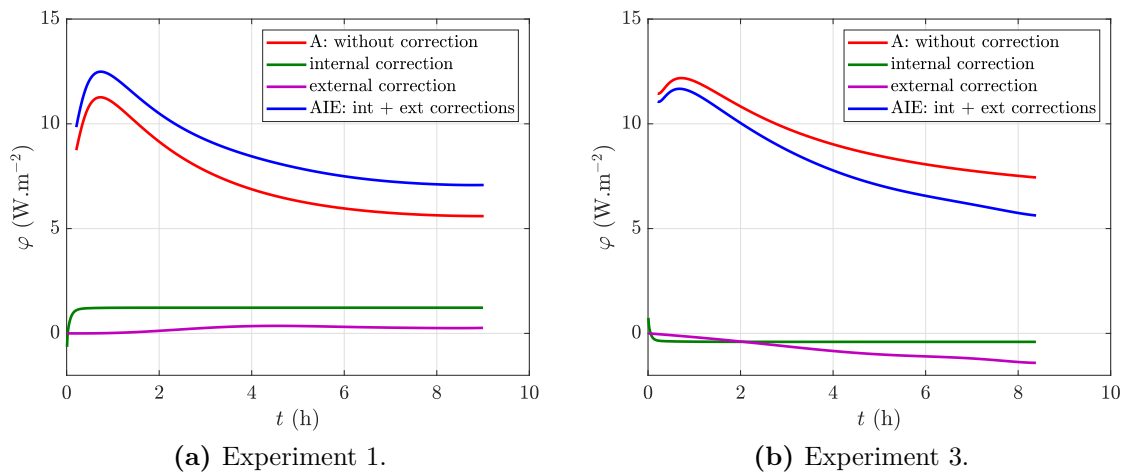 15
10
5
0
φ (W.m⁻²)
A: without correction
internal correction
external correction
AIE: int + ext corrections
0 2 4 6 8 10
t (h)
(a) Experiment 1.
15
10
5
0
φ (W.m⁻²)
A: without correction
internal correction
external correction
AIE: int + ext corrections
0 2 4 6 8 10
t (h)
(b) Experiment 3.